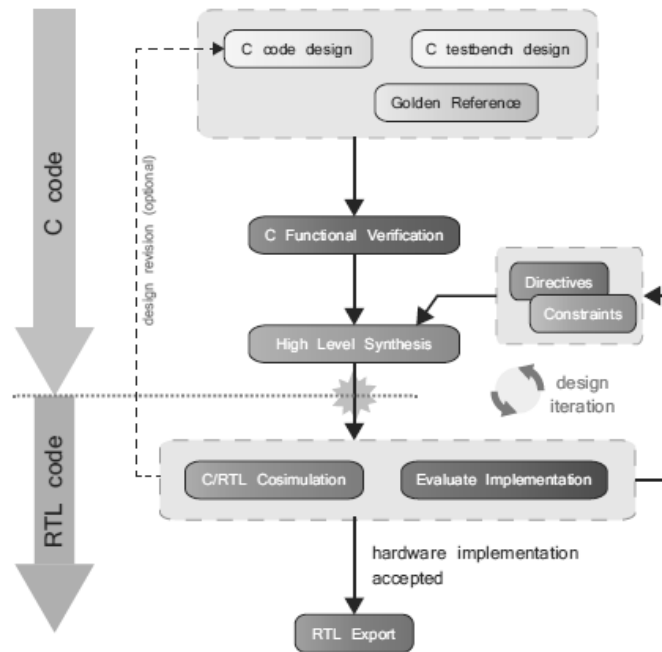 C code design
C testbench design
Golden Reference
C code
design revision (optional)
C Functional Verification
Directives
Constraints
High Level Synthesis
design
iteration
RTL code
C/RTL Cosimulation
Evaluate Implementation
hardware implementation
accepted
RTL Export